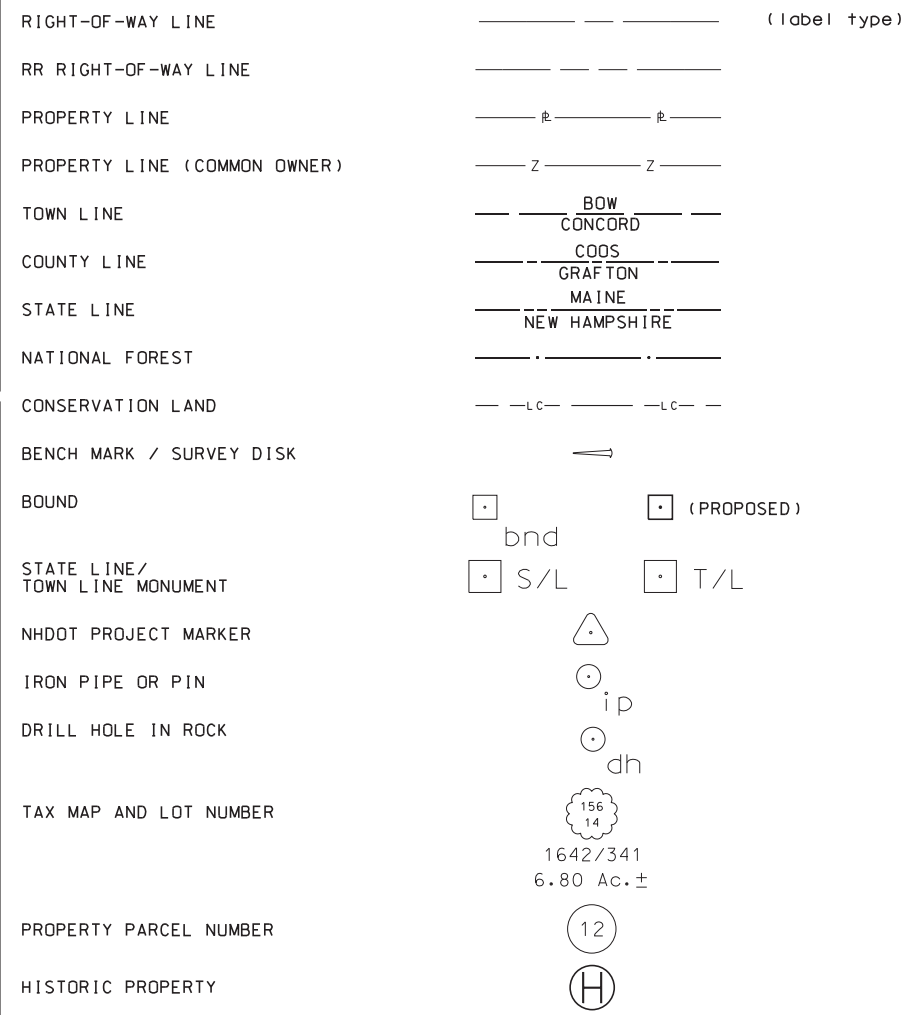 RIGHT-OF-WAY LINE (label type)
RR RIGHT-OF-WAY LINE
PROPERTY LINE ℙ ℙ
PROPERTY LINE (COMMON OWNER) Z Z
TOWN LINE BOW
CONCORD
COUNTY LINE COOS
GRAFTON
STATE LINE MAINE
NEW HAMPSHIRE
NATIONAL FOREST
CONSERVATION LAND LC LC
BENCH MARK / SURVEY DISK
BOUND bnd (PROPOSED)
STATE LINE/
TOWN LINE MONUMENT S/L T/L
NHDOT PROJECT MARKER
IRON PIPE OR PIN ip
DRILL HOLE IN ROCK dh
TAX MAP AND LOT NUMBER 156
14
1642/341
6.80 Ac.±
PROPERTY PARCEL NUMBER 12
HISTORIC PROPERTY H